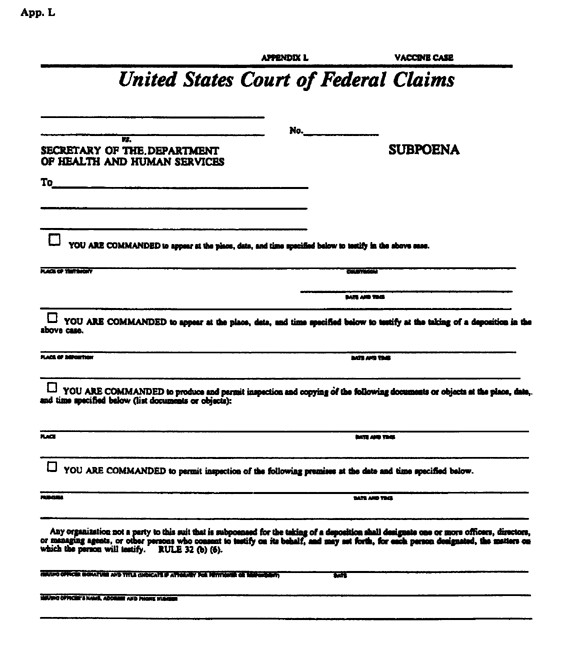 App. L
APPENDIX L VACCINE CASE
United States Court of Federal Claims
vs. No.
SECRETARY OF THE DEPARTMENT SUBPOENA
OF HEALTH AND HUMAN SERVICES
To
YOU ARE COMMANDED to appear at the place, date, and time specified below to testify in the above case.
PLACE OF TESTIMONY COURTROOM
DATE AND TIME
YOU ARE COMMANDED to appear at the place, date, and time specified below to testify at the taking of a deposition in the
above case.
PLACE OF DEPOSITION DATE AND TIME
YOU ARE COMMANDED to produce and permit inspection and copying of the following documents or objects at the place, date,
and time specified below (list documents or objects):
PLACE DATE AND TIME
YOU ARE COMMANDED to permit inspection of the following premises at the date and time specified below.
PREMISES DATE AND TIME
Any organization not a party to this suit that is subpoenaed for the taking of a deposition shall designate one or more officers, directors,
or managing agents, or other persons who consent to testify on its behalf, and may set forth, for each person designated, the matters on
which the person will testify. RULE 32 (b) (6).
ISSUING OFFICER SIGNATURE AND TITLE (INDICATE IF ATTORNEY FOR PETITIONER OR RESPONDENT) DATE
ISSUING OFFICER'S NAME, ADDRESS AND PHONE NUMBER